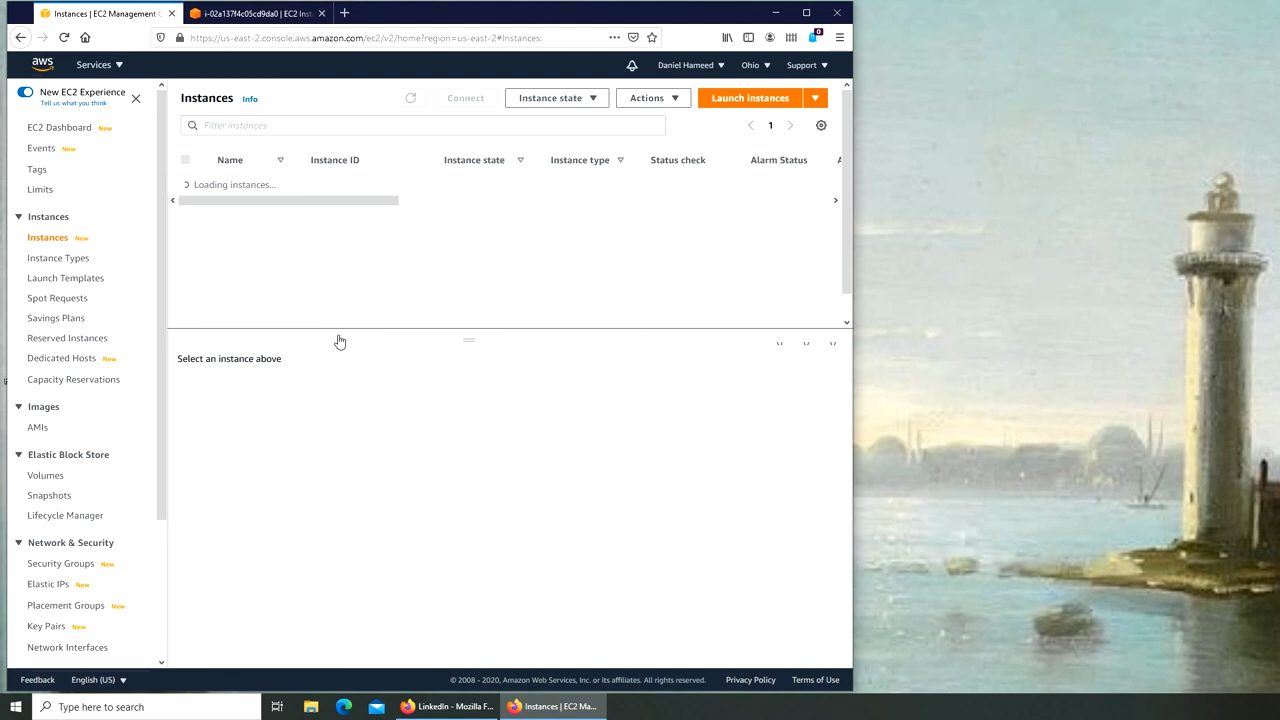 Instances | EC2 Management C
i-02a137f4c05cd9da0 | EC2 Inst
https://us-east-2.console.aws.amazon.com/ec2/v2/home?region=us-east-2#Instances:
0
aws
Services
Daniel Hameed
Ohio
Support
New EC2 Experience
Tell us what you think
EC2 Dashboard New
Events New
Tags
Limits
Instances
Instances New
Instance Types
Launch Templates
Spot Requests
Savings Plans
Reserved Instances
Dedicated Hosts New
Capacity Reservations
Images
AMIs
Elastic Block Store
Volumes
Snapshots
Lifecycle Manager
Network & Security
Security Groups New
Elastic IPs New
Placement Groups New
Key Pairs New
Network Interfaces
Instances Info
Connect
Instance state
Actions
Launch instances
Filter instances
1
Name
Instance ID
Instance state
Instance type
Status check
Alarm Status
A
Loading instances...
Select an instance above
Feedback
English (US)
© 2008 - 2020, Amazon Web Services, Inc. or its affiliates. All rights reserved.
Privacy Policy
Terms of Use
Type here to search
LinkedIn - Mozilla F...
Instances | EC2 Ma...